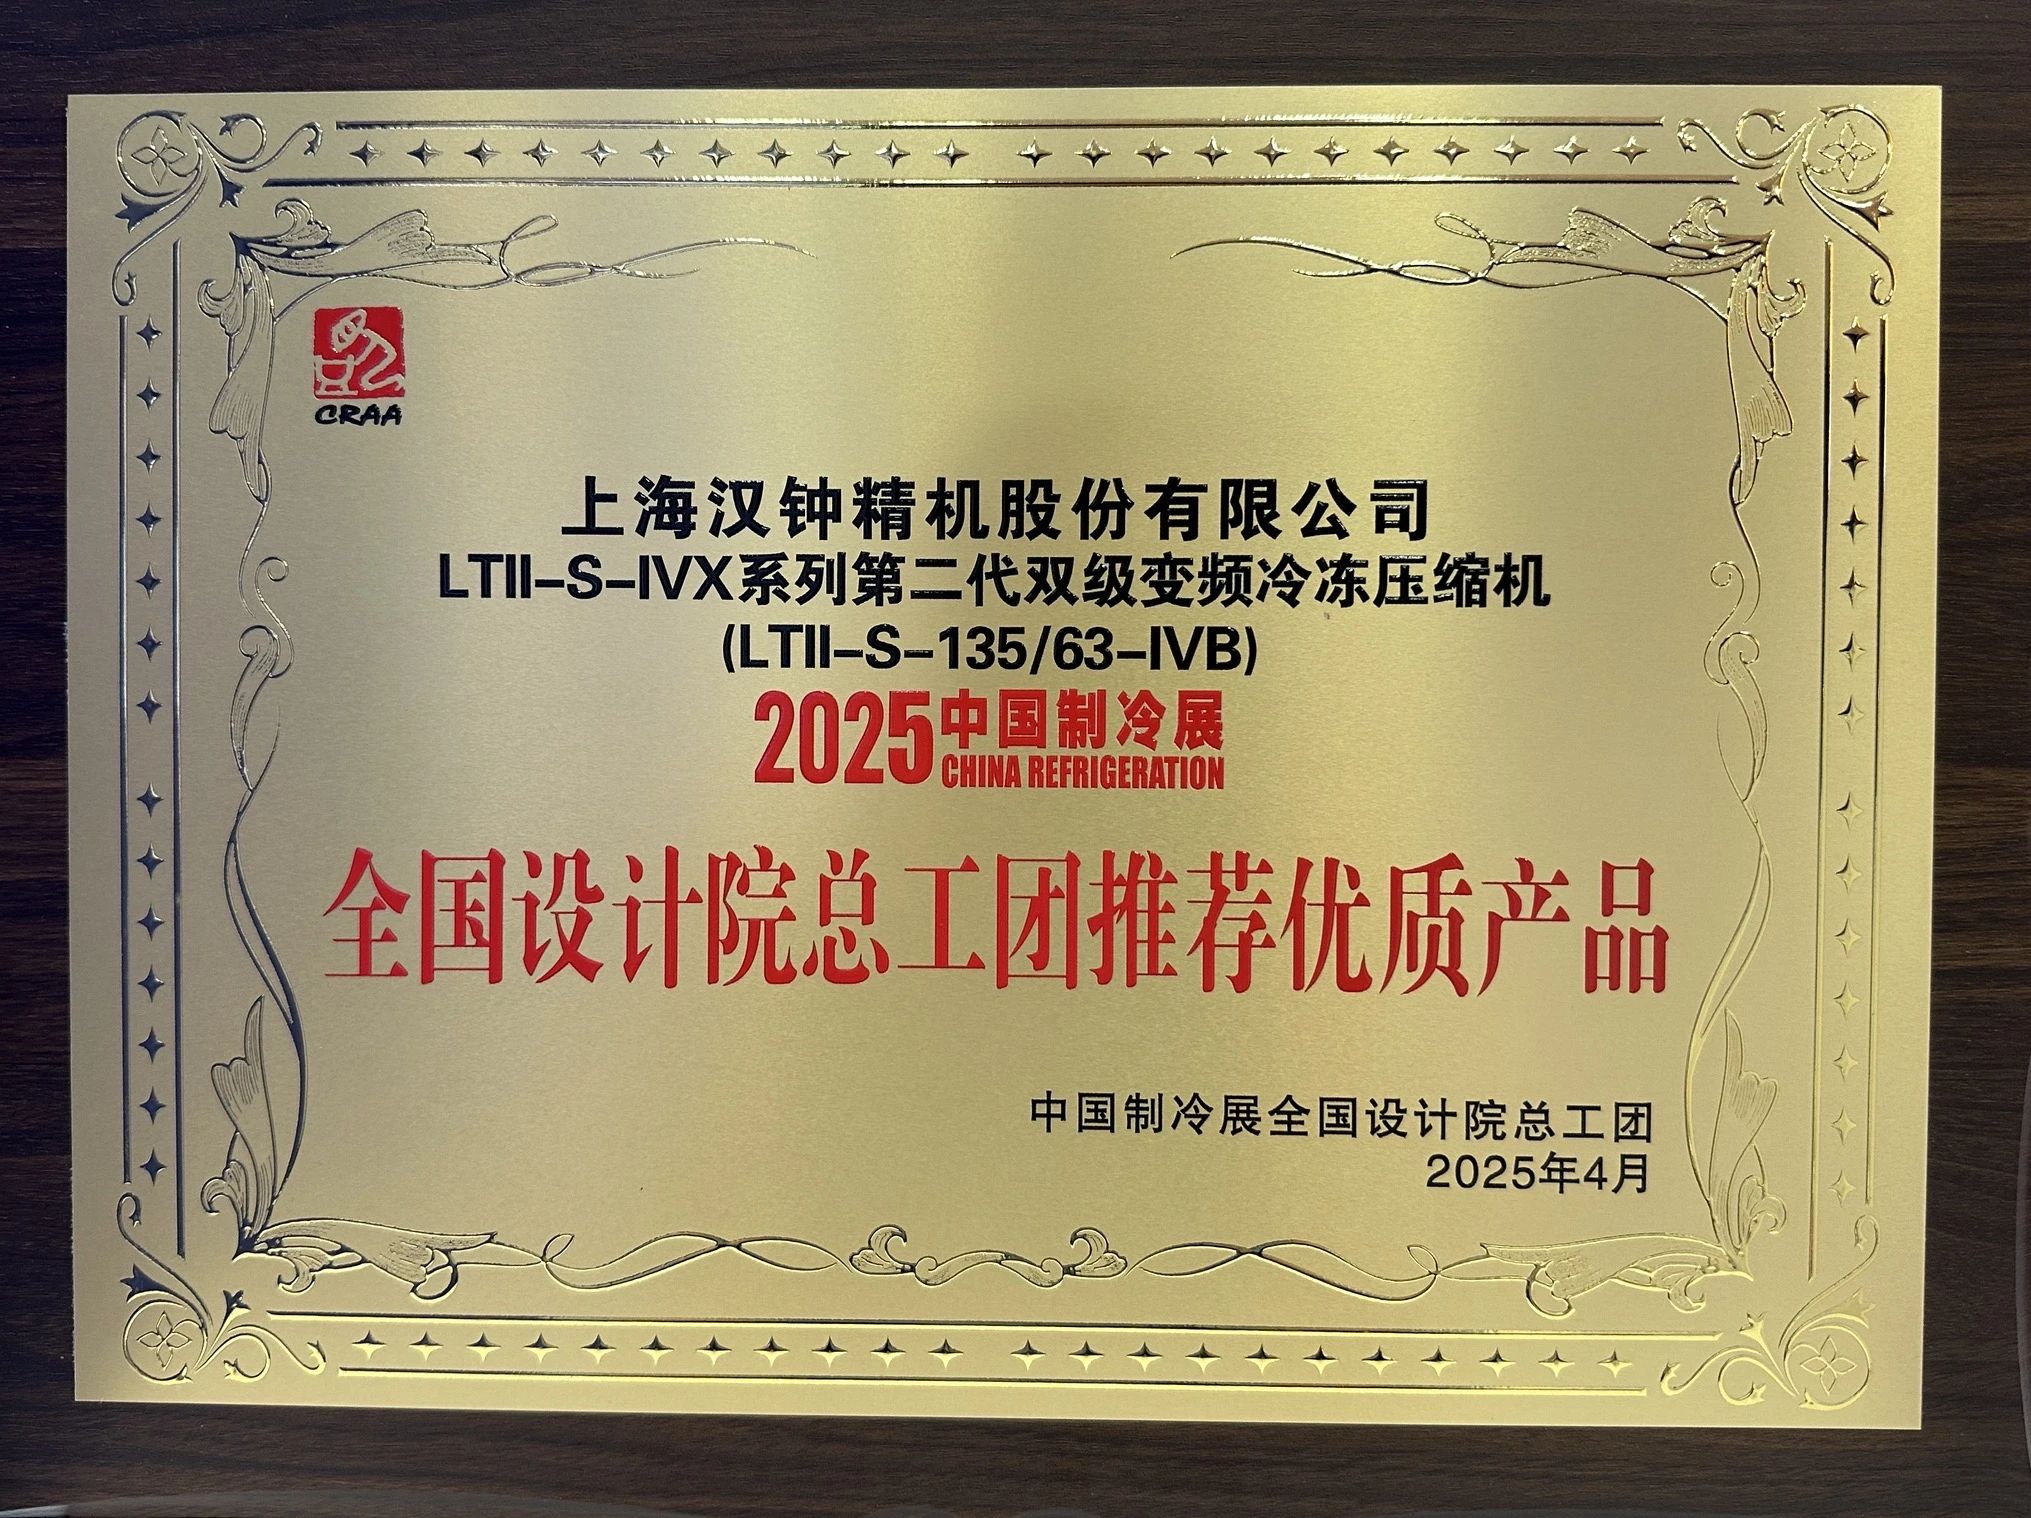 CRAA
上海汉钟精机股份有限公司
LTII-S-IVX系列第二代双级变频冷冻压缩机
(LTII-S-135/63-IVB)
2025中国制冷展
CHINA REFRIGERATION
全国设计院总工团推荐优质产品
中国制冷展全国设计院总工团
2025年4月